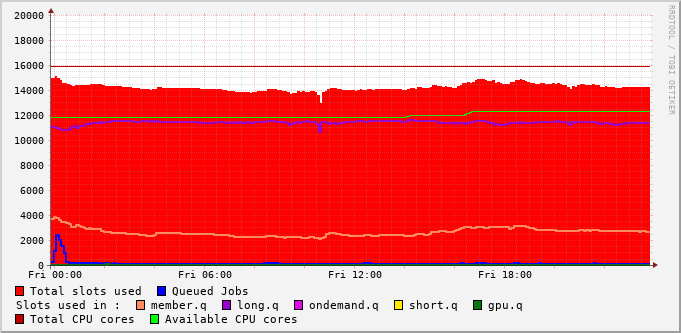 20000
18000
16000
14000
12000
10000
8000
6000
4000
2000
0
Fri 00:00 Fri 06:00 Fri 12:00 Fri 18:00
RRDTOOL / TOBI OETIKER
Total slots used Queued Jobs
Slots used in : member.q long.q ondemand.q short.q gpu.q
Total CPU cores Available CPU cores